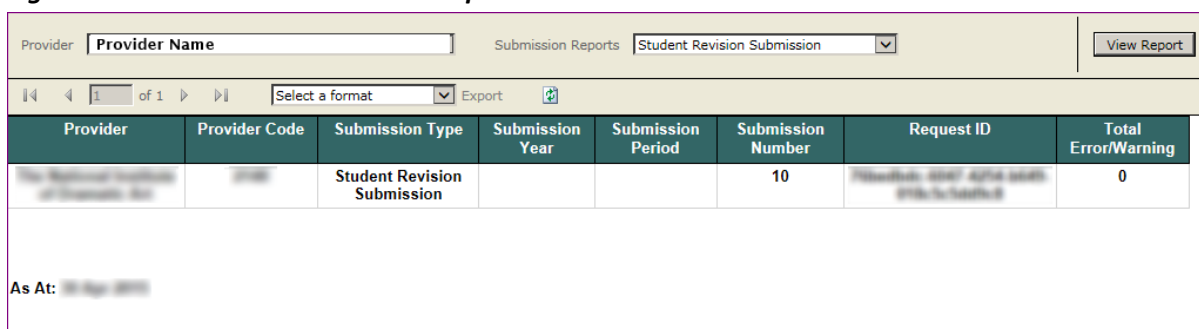 Provider Provider Name Submission Reports Student Revision Submission View Report
1 of 1 Select a format Export
Provider Provider Code Submission Type Submission Year Submission Period Submission Number Request ID Total Error/Warning
Student Revision Submission 10 0
As At: